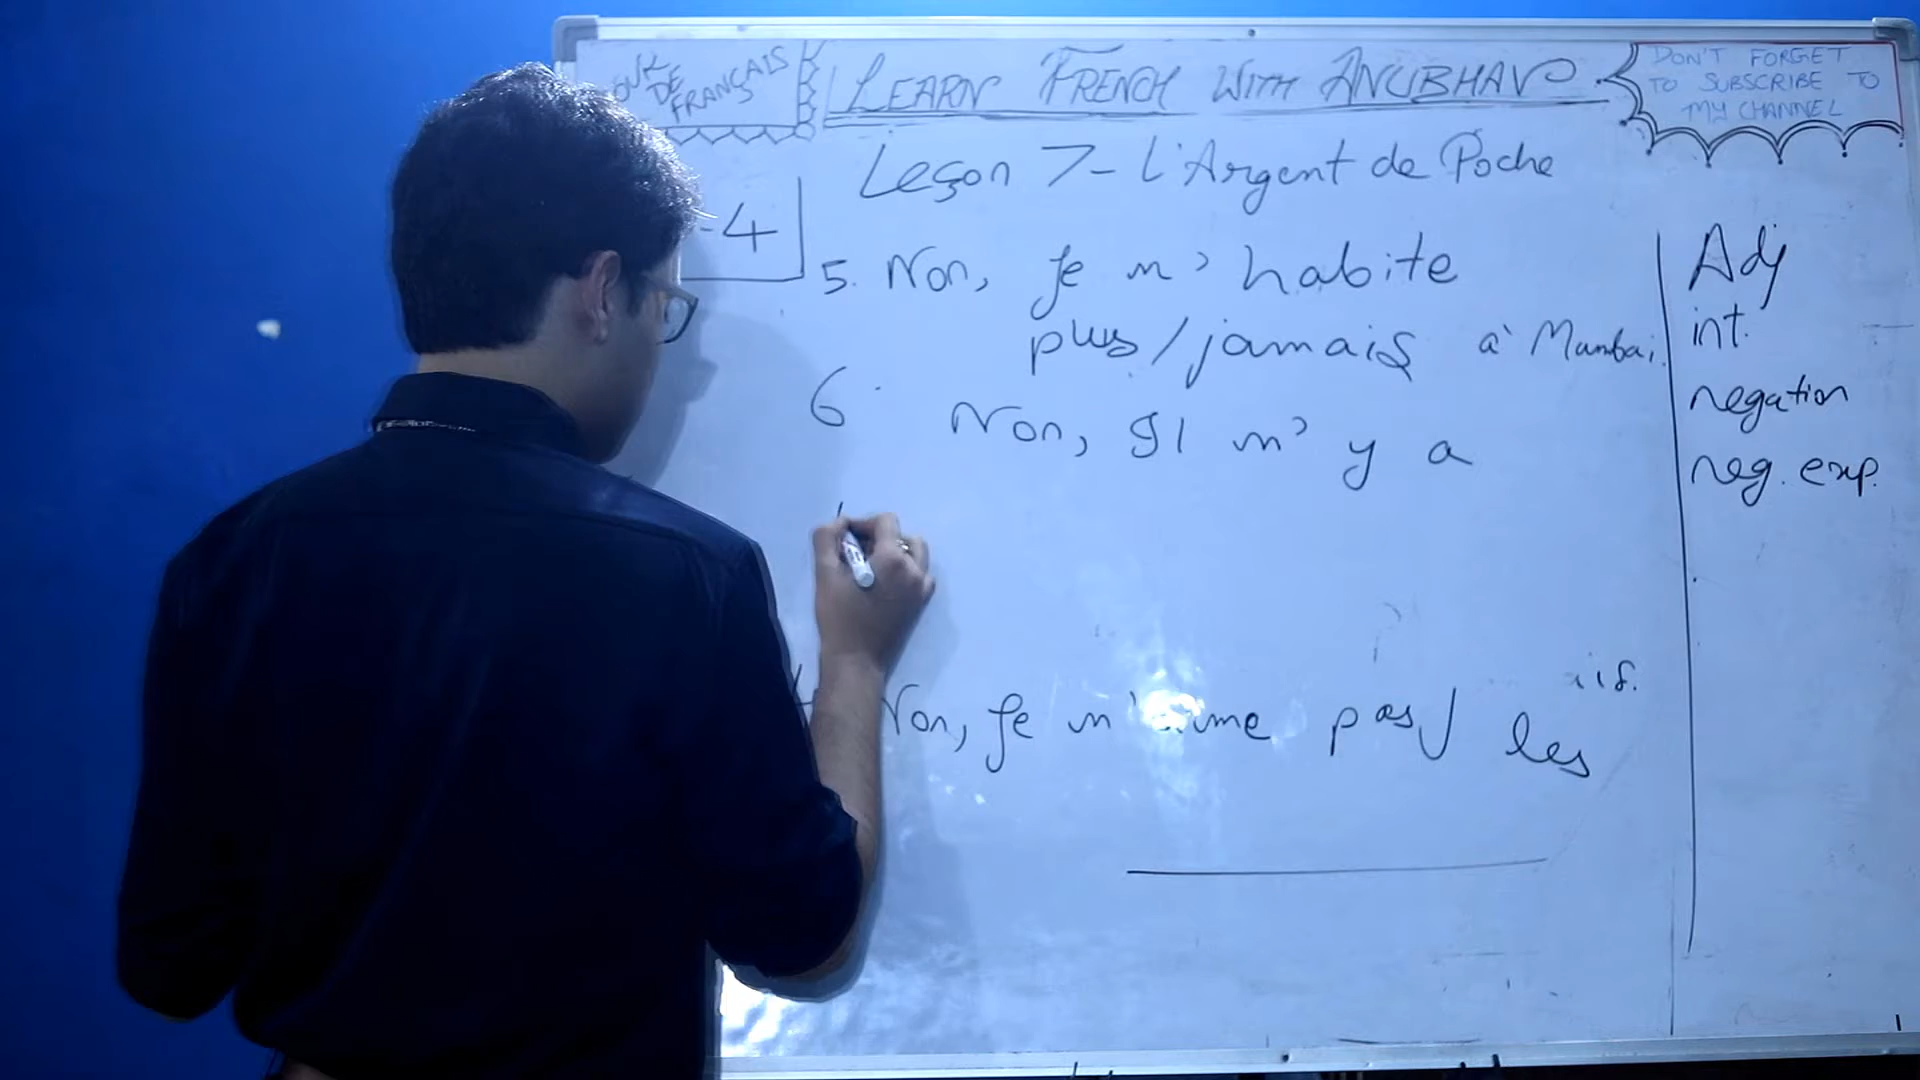 DE
FRANÇAIS
LEARN FRENCH WITH ANUBHAV
DON'T FORGET
TO SUBSCRIBE TO
MY CHANNEL
Leçon 7- L'Argent de Poche
-4
5. Non, Je n'habite
plus/jamais à Mumbai.
6. Non, Il n'y a
Non, Je n'aime pas les
Adj
int.
negation
neg. exp.